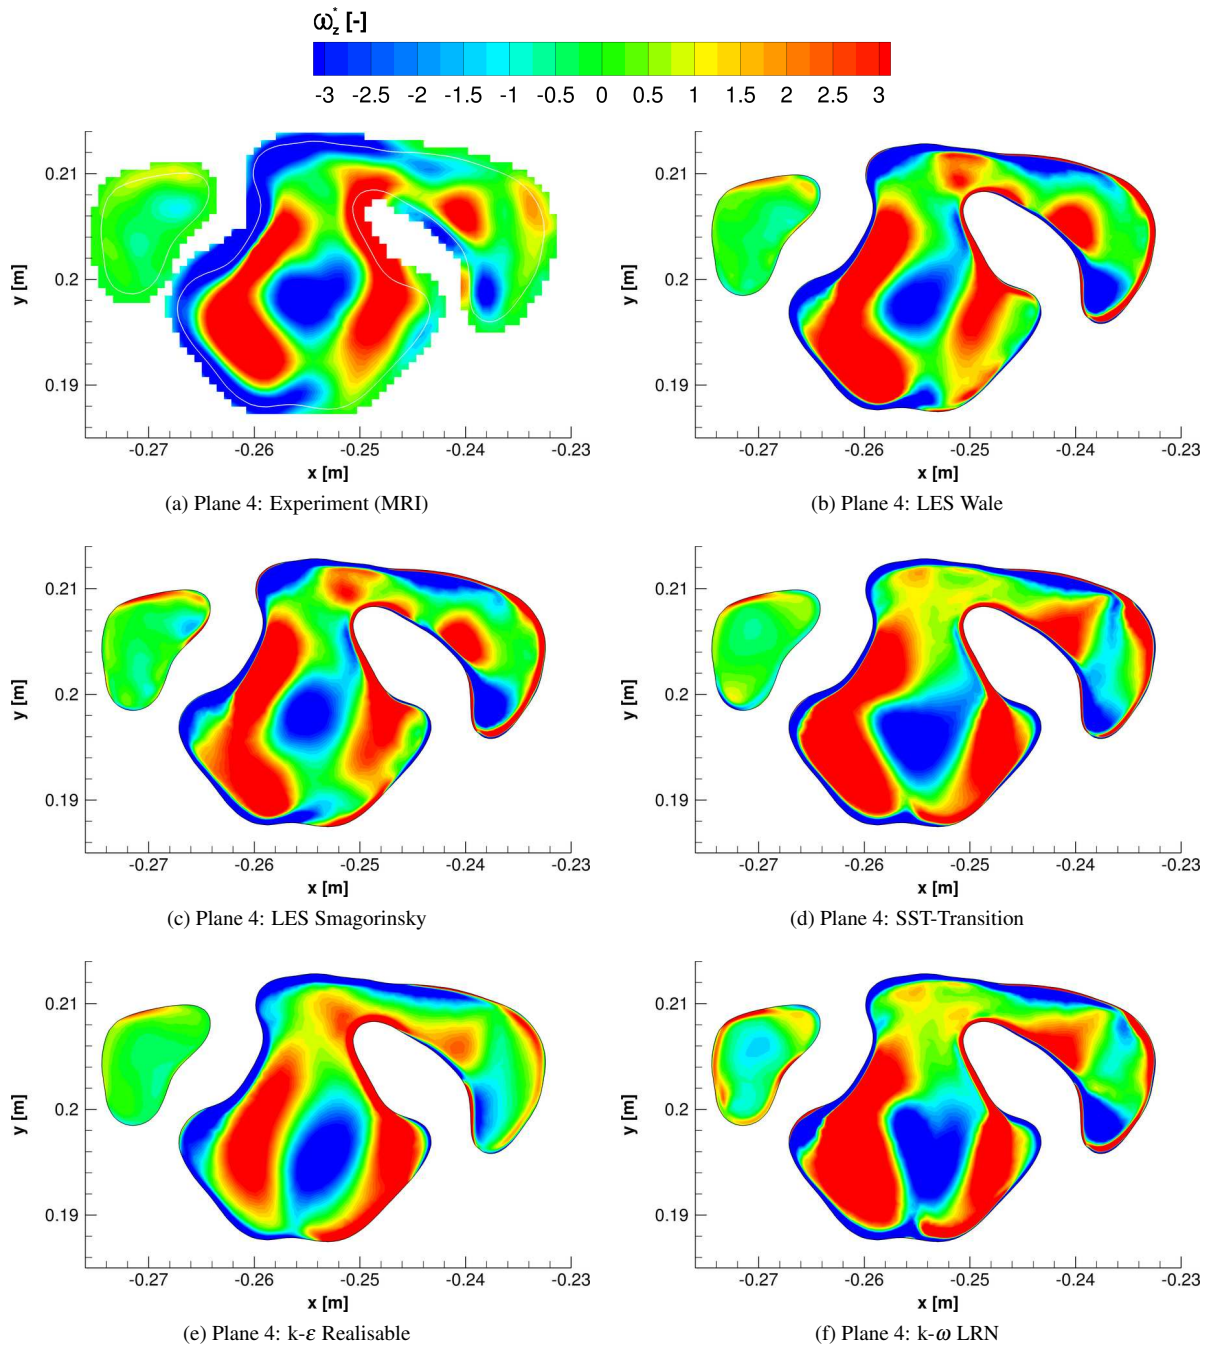 ω*z [-]
-3 -2.5 -2 -1.5 -1 -0.5 0 0.5 1 1.5 2 2.5 3
y [m]
0.21
0.2
0.19
-0.27 -0.26 -0.25 -0.24 -0.23
x [m]
(a) Plane 4: Experiment (MRI)
y [m]
0.21
0.2
0.19
-0.27 -0.26 -0.25 -0.24 -0.23
x [m]
(b) Plane 4: LES Wale
y [m]
0.21
0.2
0.19
-0.27 -0.26 -0.25 -0.24 -0.23
x [m]
(c) Plane 4: LES Smagorinsky
y [m]
0.21
0.2
0.19
-0.27 -0.26 -0.25 -0.24 -0.23
x [m]
(d) Plane 4: SST-Transition
y [m]
0.21
0.2
0.19
-0.27 -0.26 -0.25 -0.24 -0.23
x [m]
(e) Plane 4: k-ε Realisable
y [m]
0.21
0.2
0.19
-0.27 -0.26 -0.25 -0.24 -0.23
x [m]
(f) Plane 4: k-ω LRN